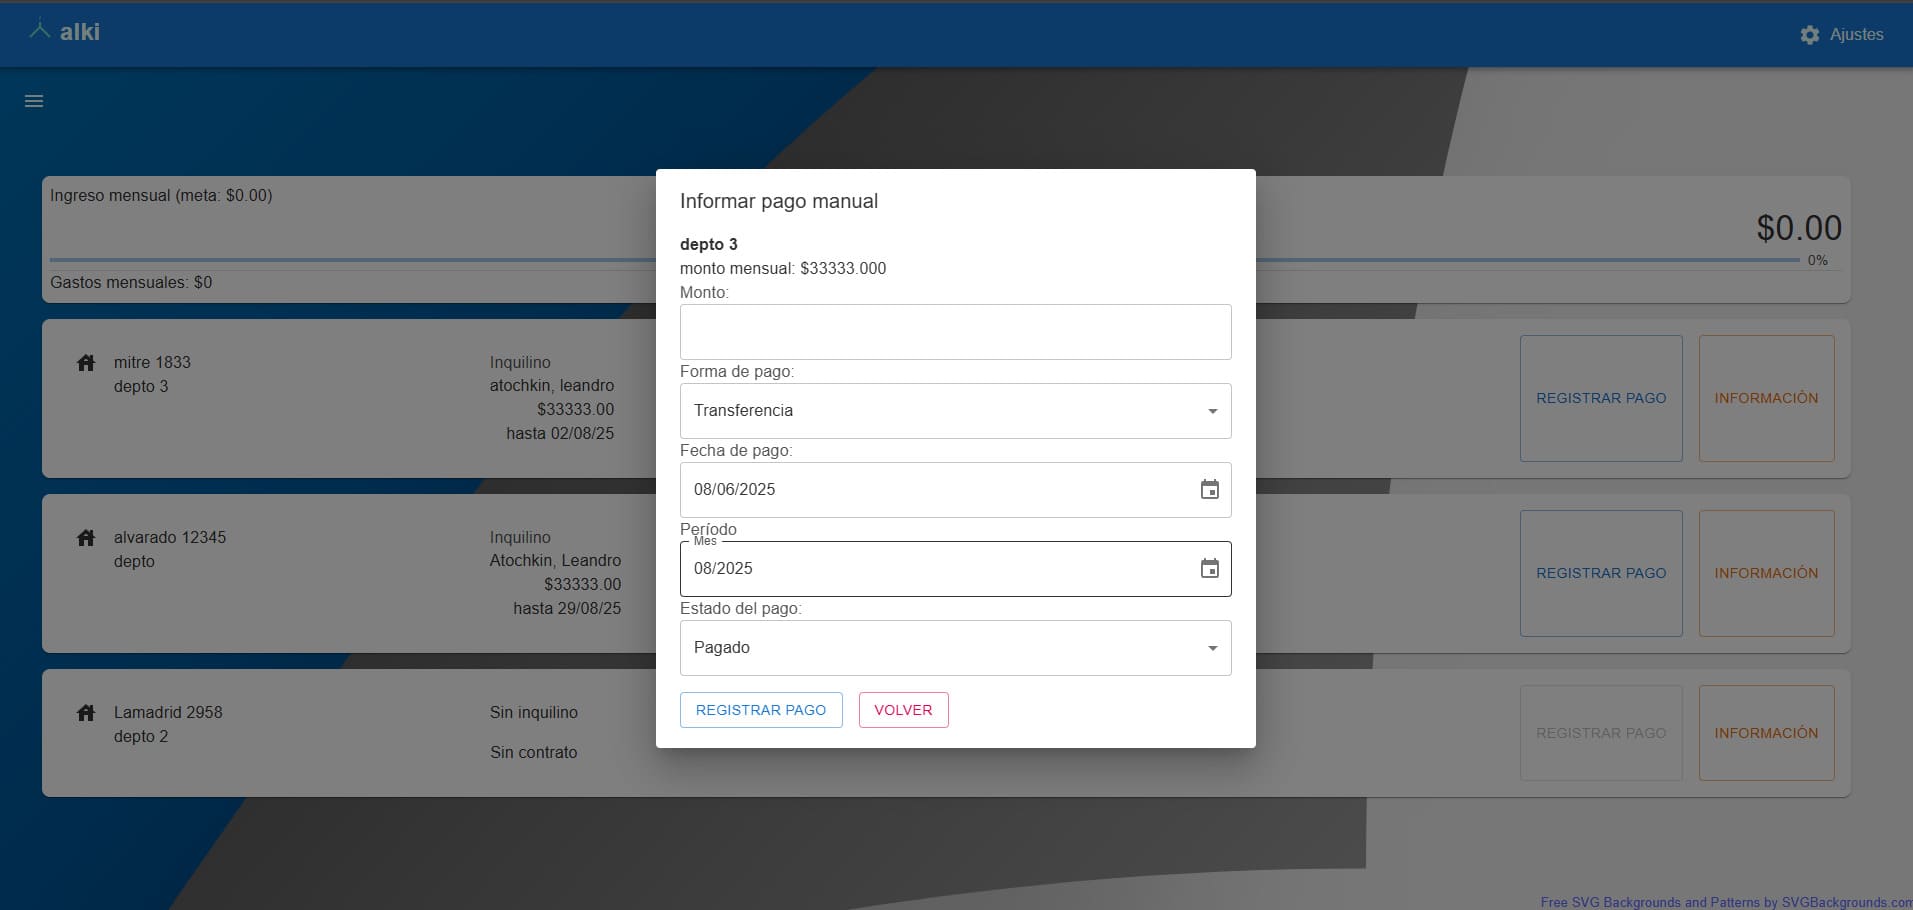 alki
Ajustes
Ingreso mensual (meta: $0.00)
$0.00
0%
Gastos mensuales: $0
mitre 1833
depto 3
Inquilino
atochkin, leandro
$33333.00
hasta 02/08/25
REGISTRAR PAGO
INFORMACIÓN
alvarado 12345
depto
Inquilino
Atochkin, Leandro
$33333.00
hasta 29/08/25
REGISTRAR PAGO
INFORMACIÓN
Lamadrid 2958
depto 2
Sin inquilino
Sin contrato
REGISTRAR PAGO
INFORMACIÓN
Informar pago manual
depto 3
monto mensual: $33333.000
Monto:
Forma de pago:
Transferencia
Fecha de pago:
08/06/2025
Período
Mes
08/2025
Estado del pago:
Pagado
REGISTRAR PAGO
VOLVER
Free SVG Backgrounds and Patterns by SVGBackgrounds.com